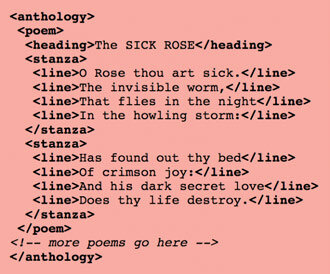 <anthology>
<poem>
<heading>The SICK ROSE</heading>
<stanza>
<line>O Rose thou art sick.</line>
<line>The invisible worm,</line>
<line>That flies in the night</line>
<line>In the howling storm:</line>
</stanza>
<stanza>
<line>Has found out thy bed</line>
<line>Of crimson joy:</line>
<line>And his dark secret love</line>
<line>Does thy life destroy.</line>
</stanza>
</poem>
<!-- more poems go here -->
</anthology>